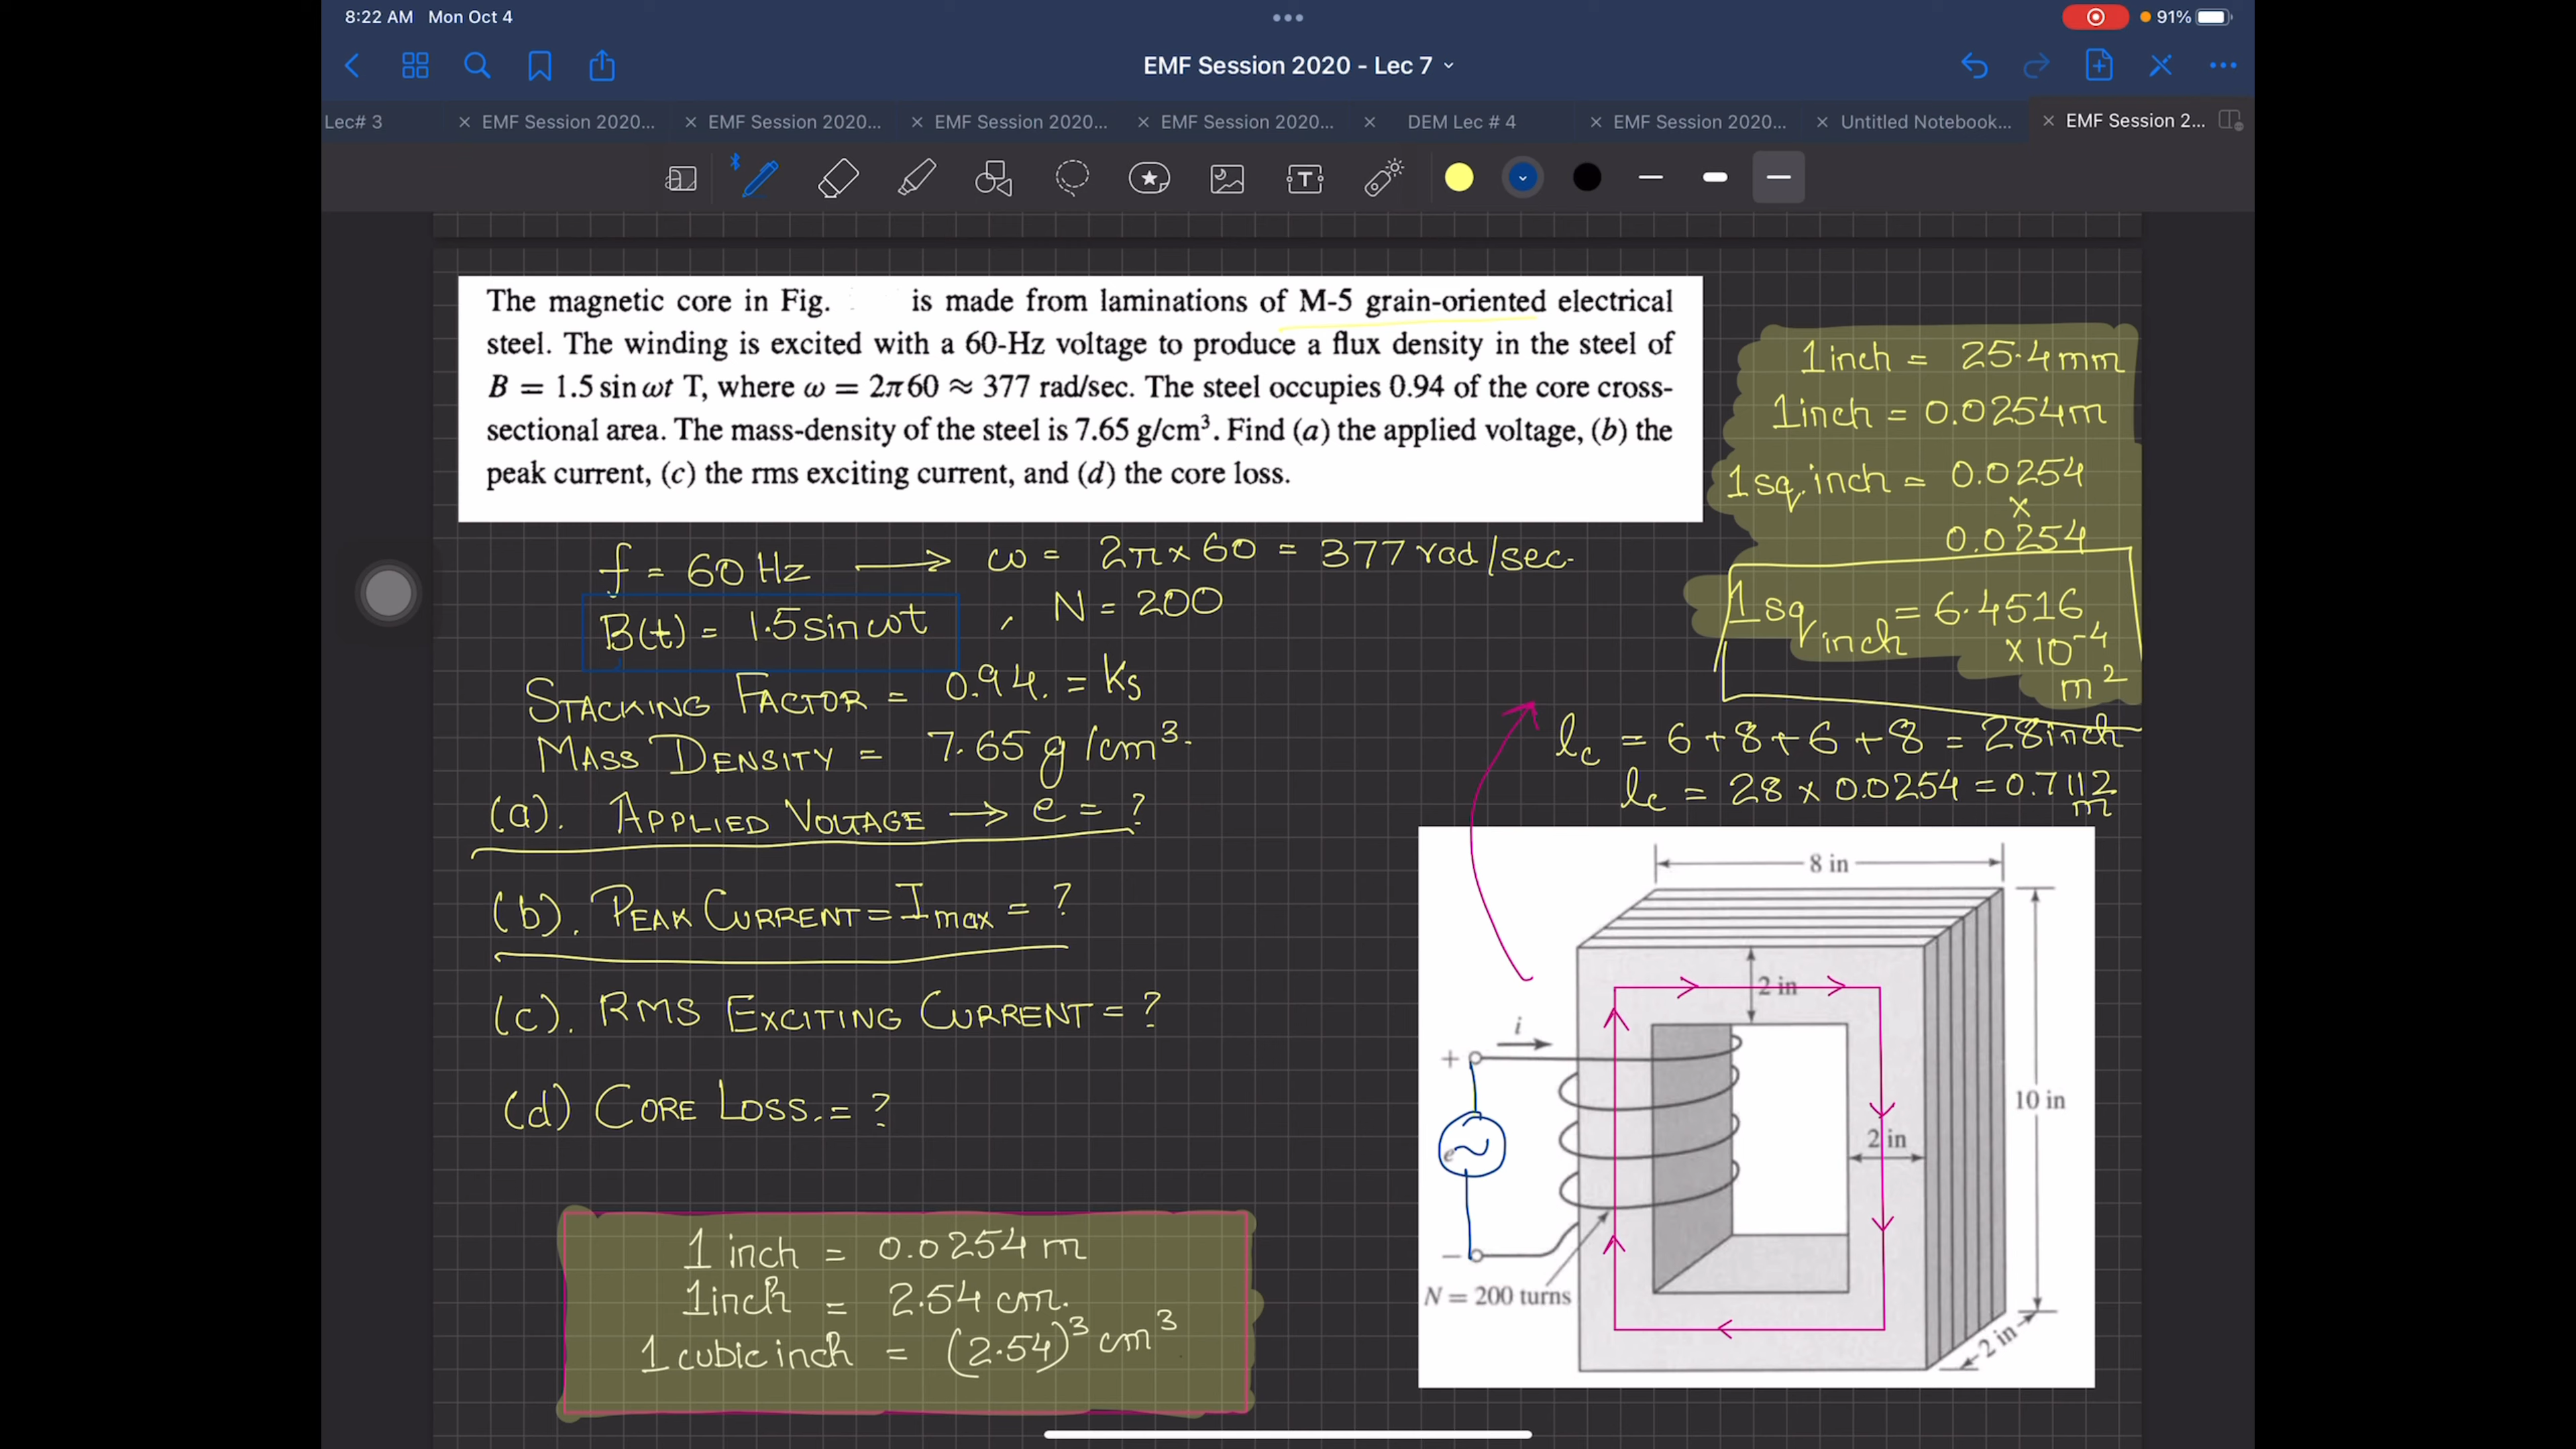 8:22 AM Mon Oct 4
91%
EMF Session 2020 - Lec 7
Lec# 3
EMF Session 2020...
EMF Session 2020...
EMF Session 2020...
EMF Session 2020...
DEM Lec # 4
EMF Session 2020...
Untitled Notebook...
EMF Session 2...
The magnetic core in Fig. is made from laminations of M-5 grain-oriented electrical
steel. The winding is excited with a 60-Hz voltage to produce a flux density in the steel of
B = 1.5 sin ωt T, where ω = 2π60 ≈ 377 rad/sec. The steel occupies 0.94 of the core cross-
sectional area. The mass-density of the steel is 7.65 g/cm³. Find (a) the applied voltage, (b) the
peak current, (c) the rms exciting current, and (d) the core loss.
f = 60 Hz → ω = 2π × 60 = 377 rad/sec.
B(t) = 1.5 sin ωt , N = 200
STACKING FACTOR = 0.94. = Ks
MASS DENSITY = 7.65 g/cm³.
(a). APPLIED VOLTAGE → e = ?
(b). PEAK CURRENT = Imax = ?
(c). RMS EXCITING CURRENT = ?
(d) CORE LOSS. = ?
1 inch = 0.0254 m
1 inch = 2.54 cm.
1 cubic inch = (2.54)³ cm³
1 inch = 25.4 mm
1 inch = 0.0254 m
1 sq. inch = 0.0254
×
0.0254
1 sq inch = 6.4516
× 10⁻⁴
m²
lc = 6 + 8 + 6 + 8 = 28 inch
lc = 28 × 0.0254 = 0.7112
m
8 in
2 in
i
+
10 in
2 in
e
−
N = 200 turns
2 in